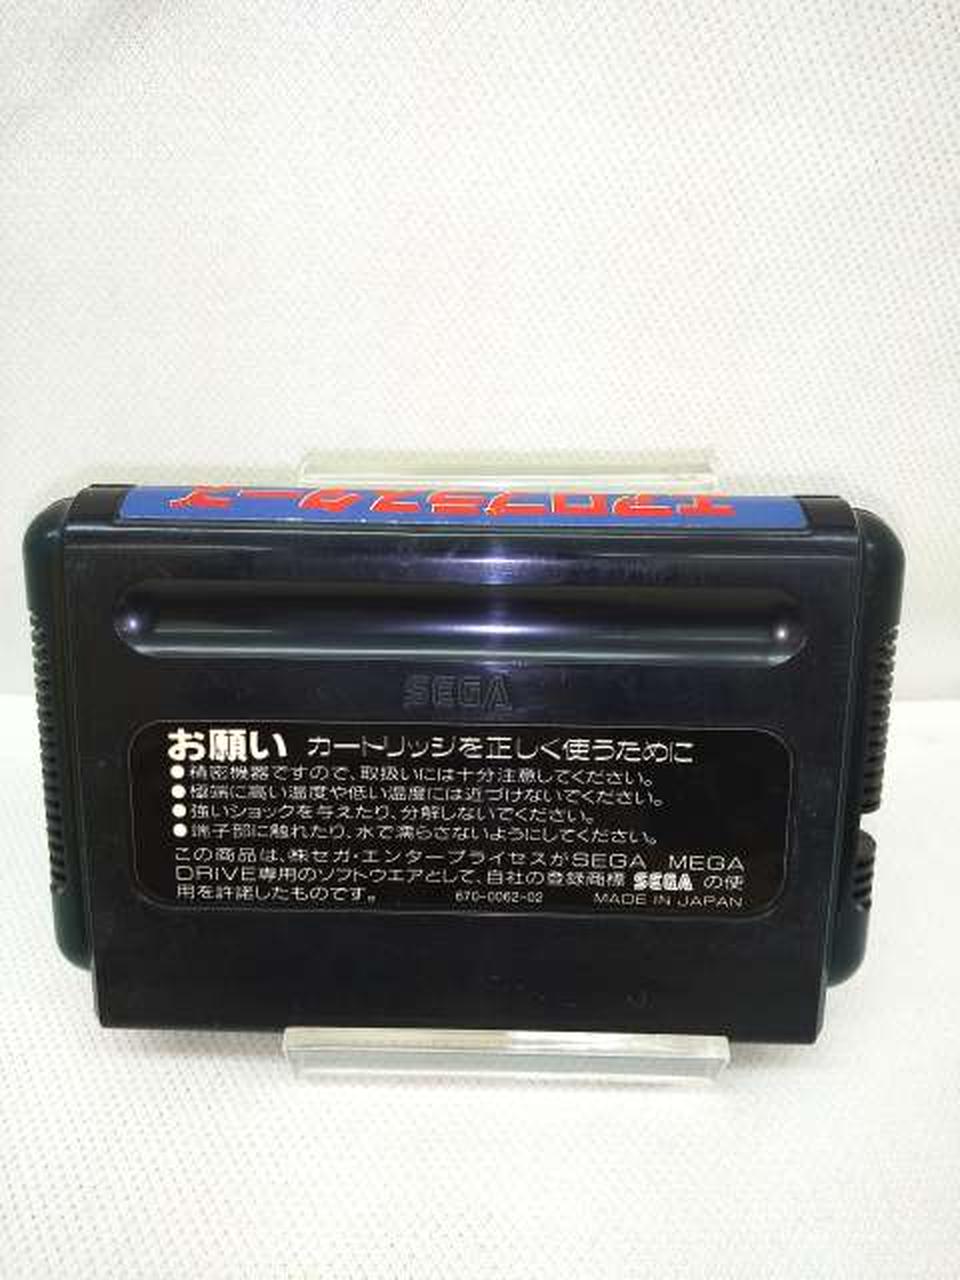 エアロブラスターズ
SEGA
お願い カートリッジを正しく使うために
●精密機器ですので、取扱いには十分注意してください。
●極端に高い温度や低い温度には近づけないでください。
●強いショックを与えたり、分解しないでください。
●端子部に触れたり、水で濡らさないようにしてください。
この商品は、㈱セガ・エンタープライゼスがSEGA MEGA
DRIVE専用のソフトウエアとして、自社の登録商標 SEGA の使
用を許諾したものです。 670-0062-02 MADE IN JAPAN